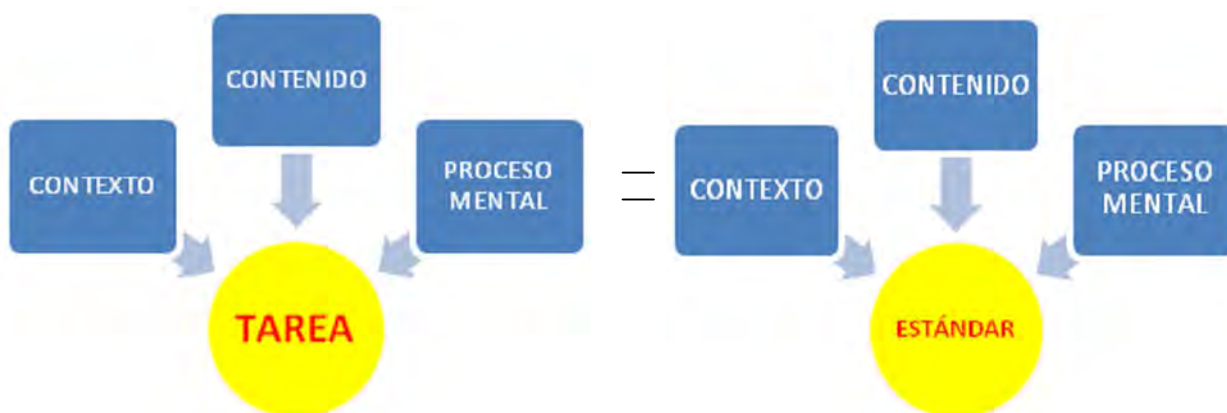 CONTENIDO
CONTEXTO
PROCESO
MENTAL
TAREA
=
CONTENIDO
CONTEXTO
PROCESO
MENTAL
ESTÁNDAR